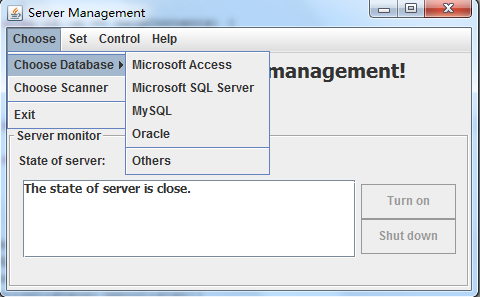 Server Management
Choose Set Control Help
Choose Database
Choose Scanner
Exit
Microsoft Access
Microsoft SQL Server
MySQL
Oracle
Others
management!
Server monitor
State of server:
The state of server is close.
Turn on
Shut down